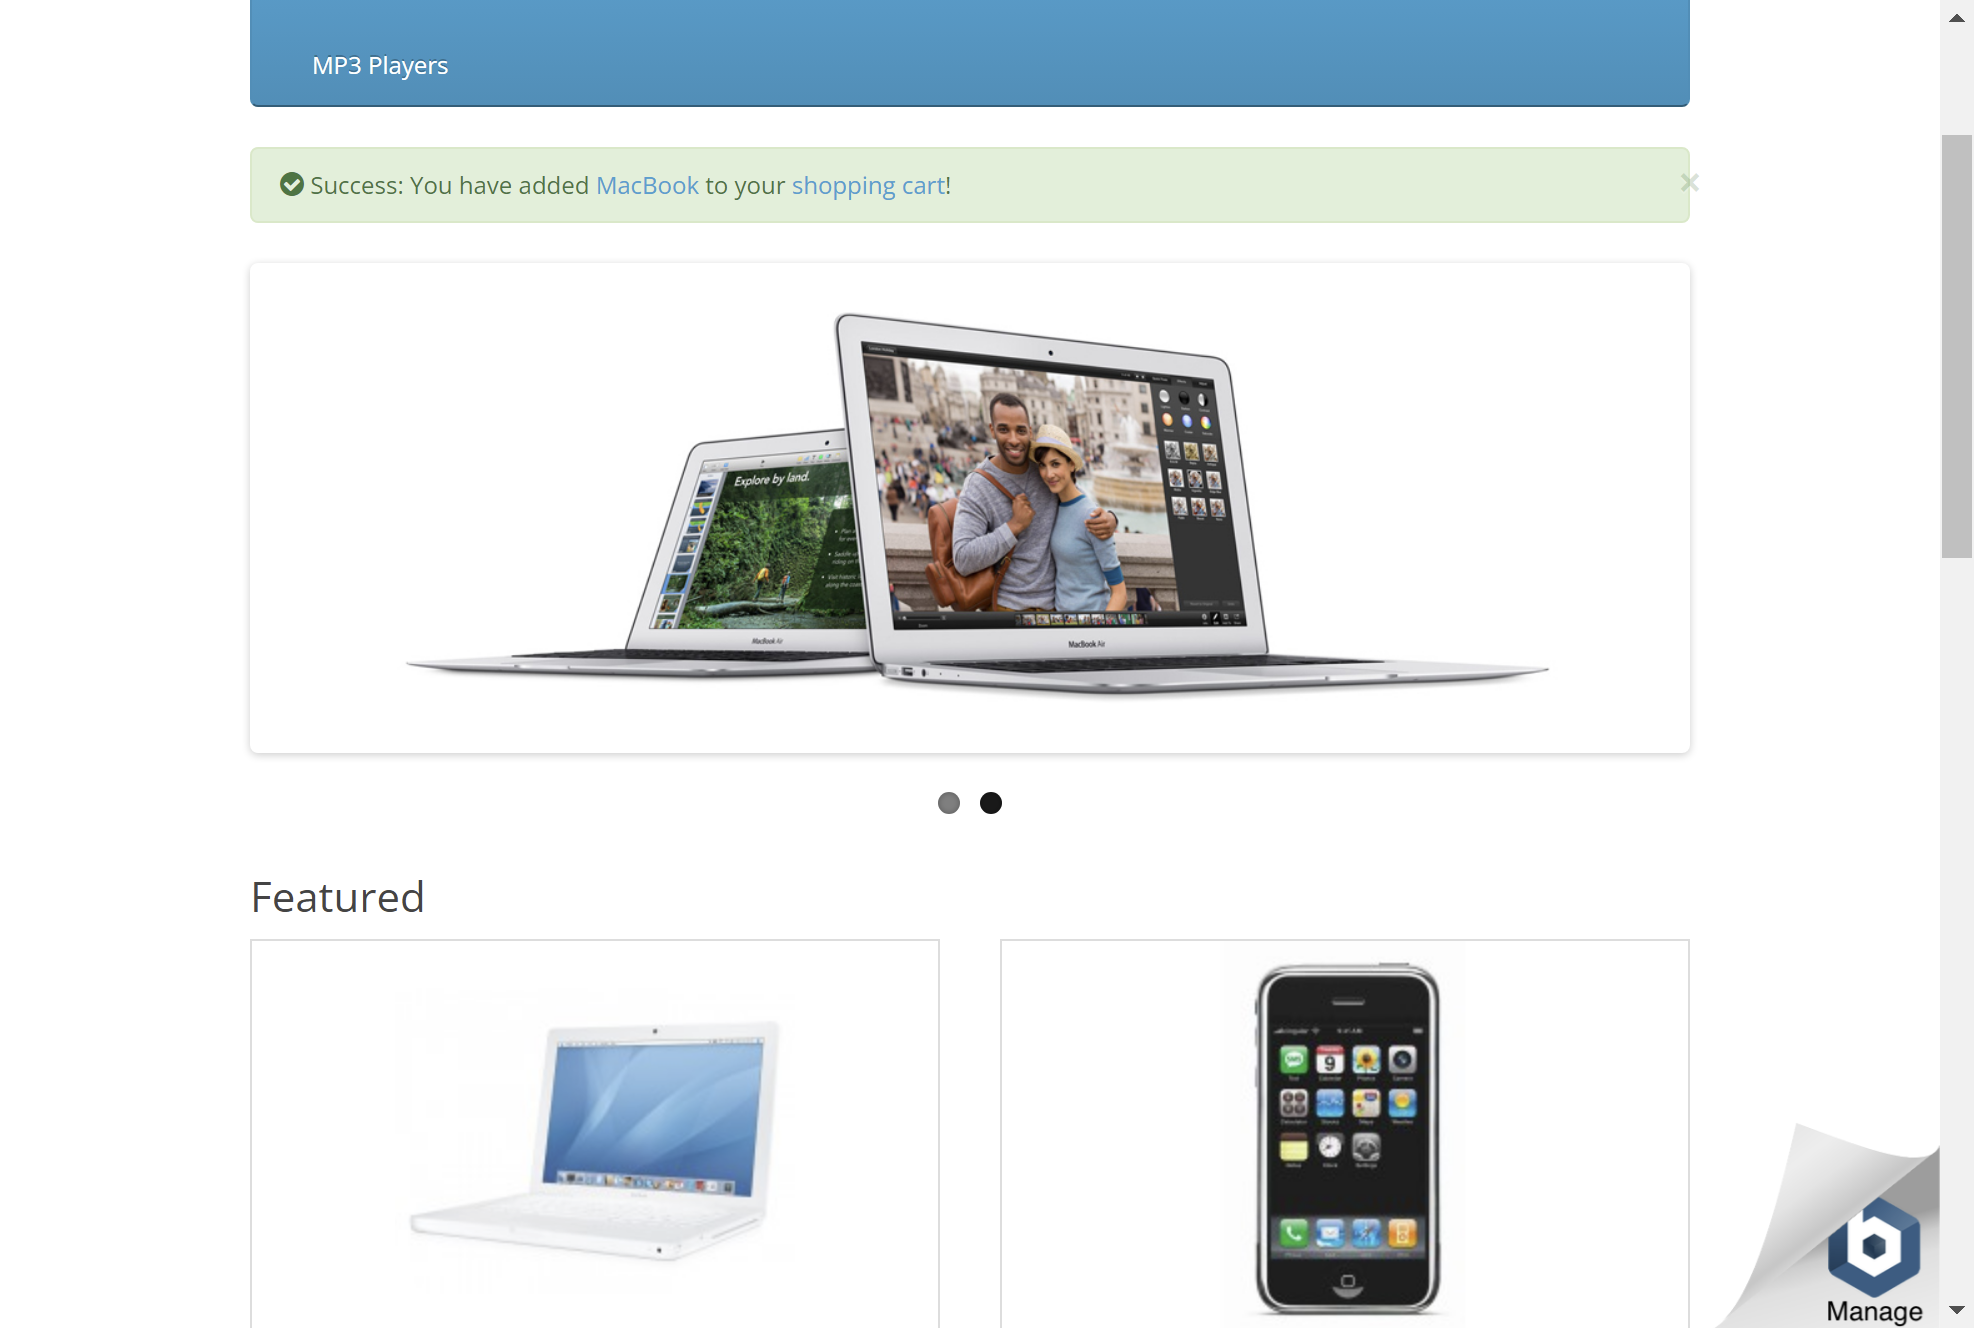 MP3 Players
Success: You have added MacBook to your shopping cart!
×
Explore by land.
MacBook Air
MacBook Air
Featured
9
Manage